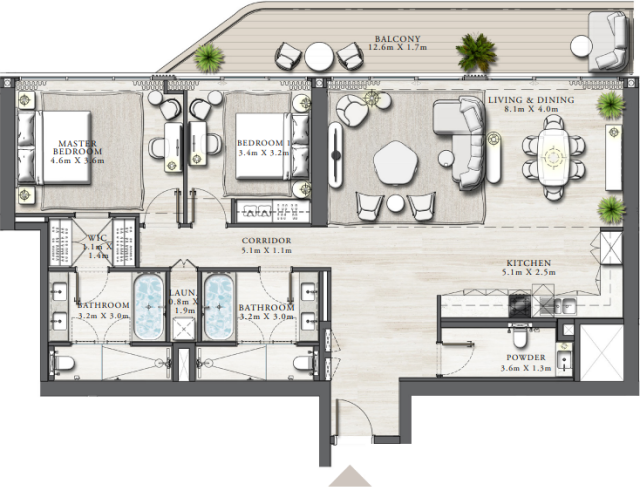 BALCONY
12.6m X 1.7m
LIVING & DINING
8.1m X 4.0m
MASTER
BEDROOM
4.6m X 3.6m
BEDROOM 1
3.4m X 3.2m
WIC
1.1m X
1.4m
CORRIDOR
5.1m X 1.1m
KITCHEN
5.1m X 2.5m
BATHROOM
3.2m X 3.0m
LAUN.
0.8m X
1.9m
BATHROOM
3.2m X 3.0m
POWDER
3.6m X 1.3m